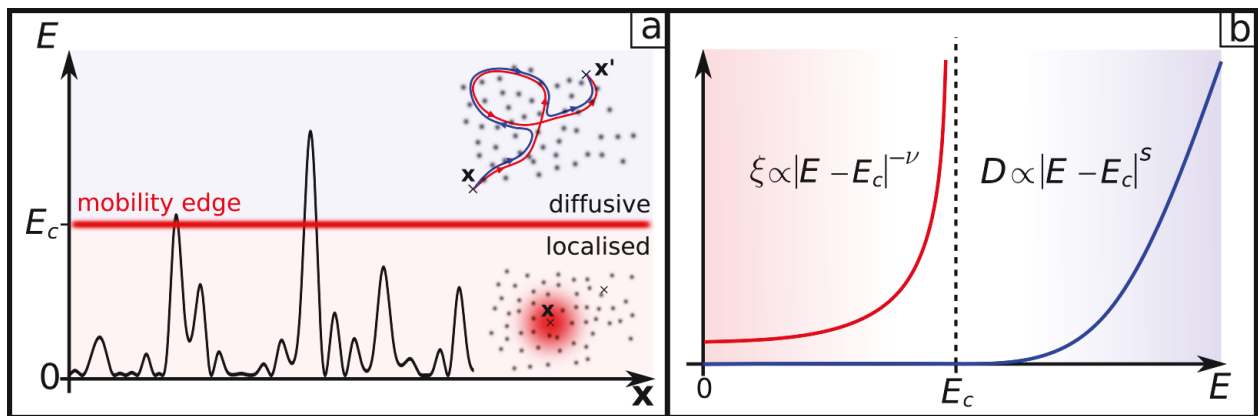 a
E
x'
x
mobility edge
diffusive
E_c
localised
x
0
x
b
ξ∝|E −E_c|^{-ν}
D∝|E −E_c|^s
0
E_c
E